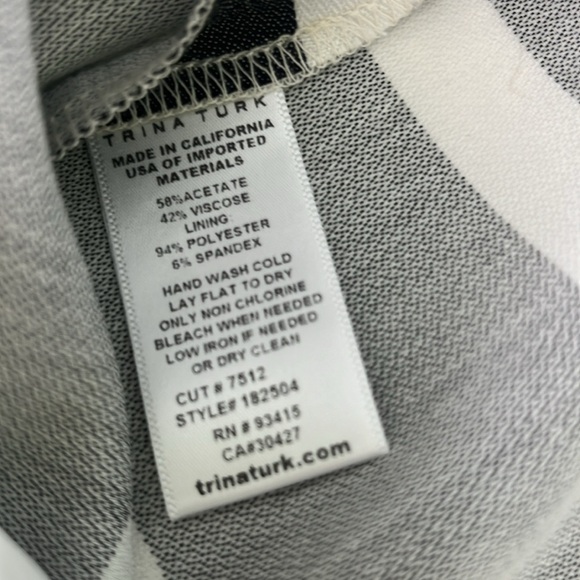 TRINA TURK
MADE IN CALIFORNIA
USA OF IMPORTED
MATERIALS
58%ACETATE
42% VISCOSE
LINING:
94% POLYESTER
6% SPANDEX
HAND WASH COLD
LAY FLAT TO DRY
ONLY NON CHLORINE
BLEACH WHEN NEEDED
LOW IRON IF NEEDED
OR DRY CLEAN
CUT # 7512
STYLE# 182504
RN # 93415
CA#30427
trinaturk.com